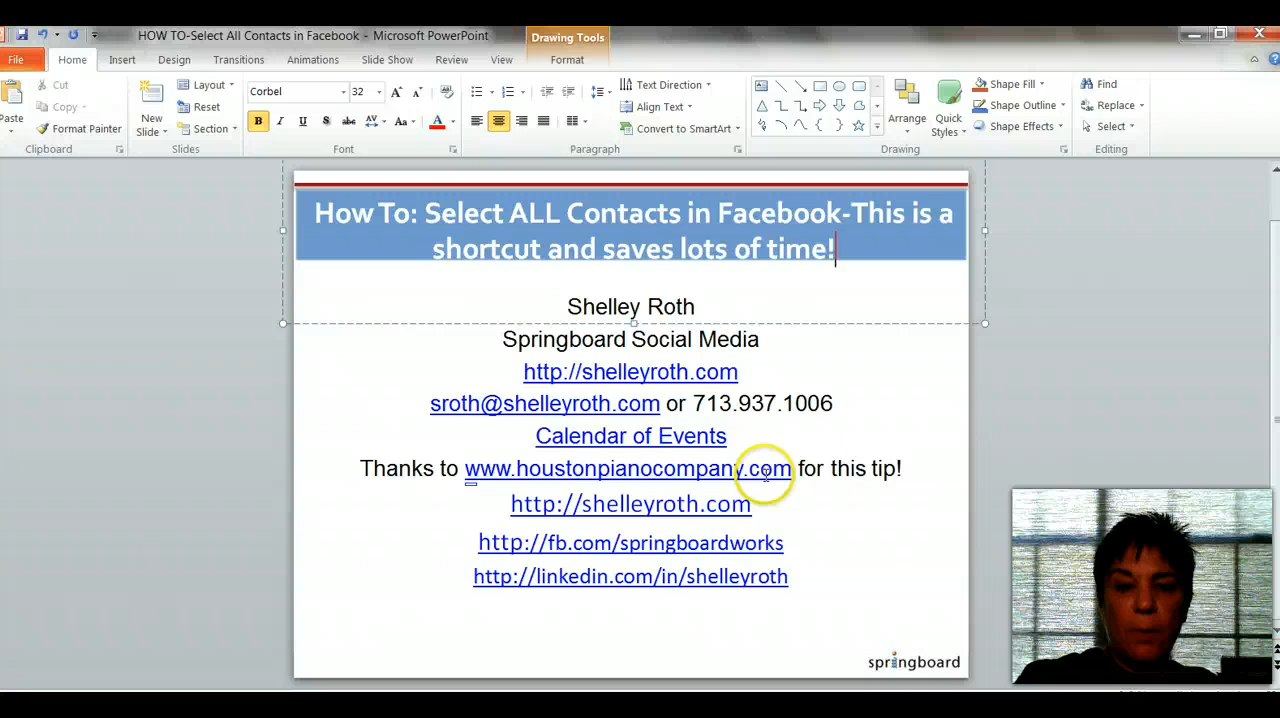 HOW TO-Select All Contacts in Facebook - Microsoft PowerPoint
Drawing Tools
File Home Insert Design Transitions Animations Slide Show Review View Format
Cut
Copy
Format Painter
Paste
Clipboard
New Slide
Layout
Reset
Section
Slides
Corbel 32
B I U S abc AV Aa A
Font
Text Direction
Align Text
Convert to SmartArt
Paragraph
Arrange
Quick Styles
Shape Fill
Shape Outline
Shape Effects
Drawing
Find
Replace
Select
Editing
How To: Select ALL Contacts in Facebook-This is a
shortcut and saves lots of time!
Shelley Roth
Springboard Social Media
http://shelleyroth.com
sroth@shelleyroth.com or 713.937.1006
Calendar of Events
Thanks to www.houstonpianocompany.com for this tip!
http://shelleyroth.com
http://fb.com/springboardworks
http://linkedin.com/in/shelleyroth
springboard